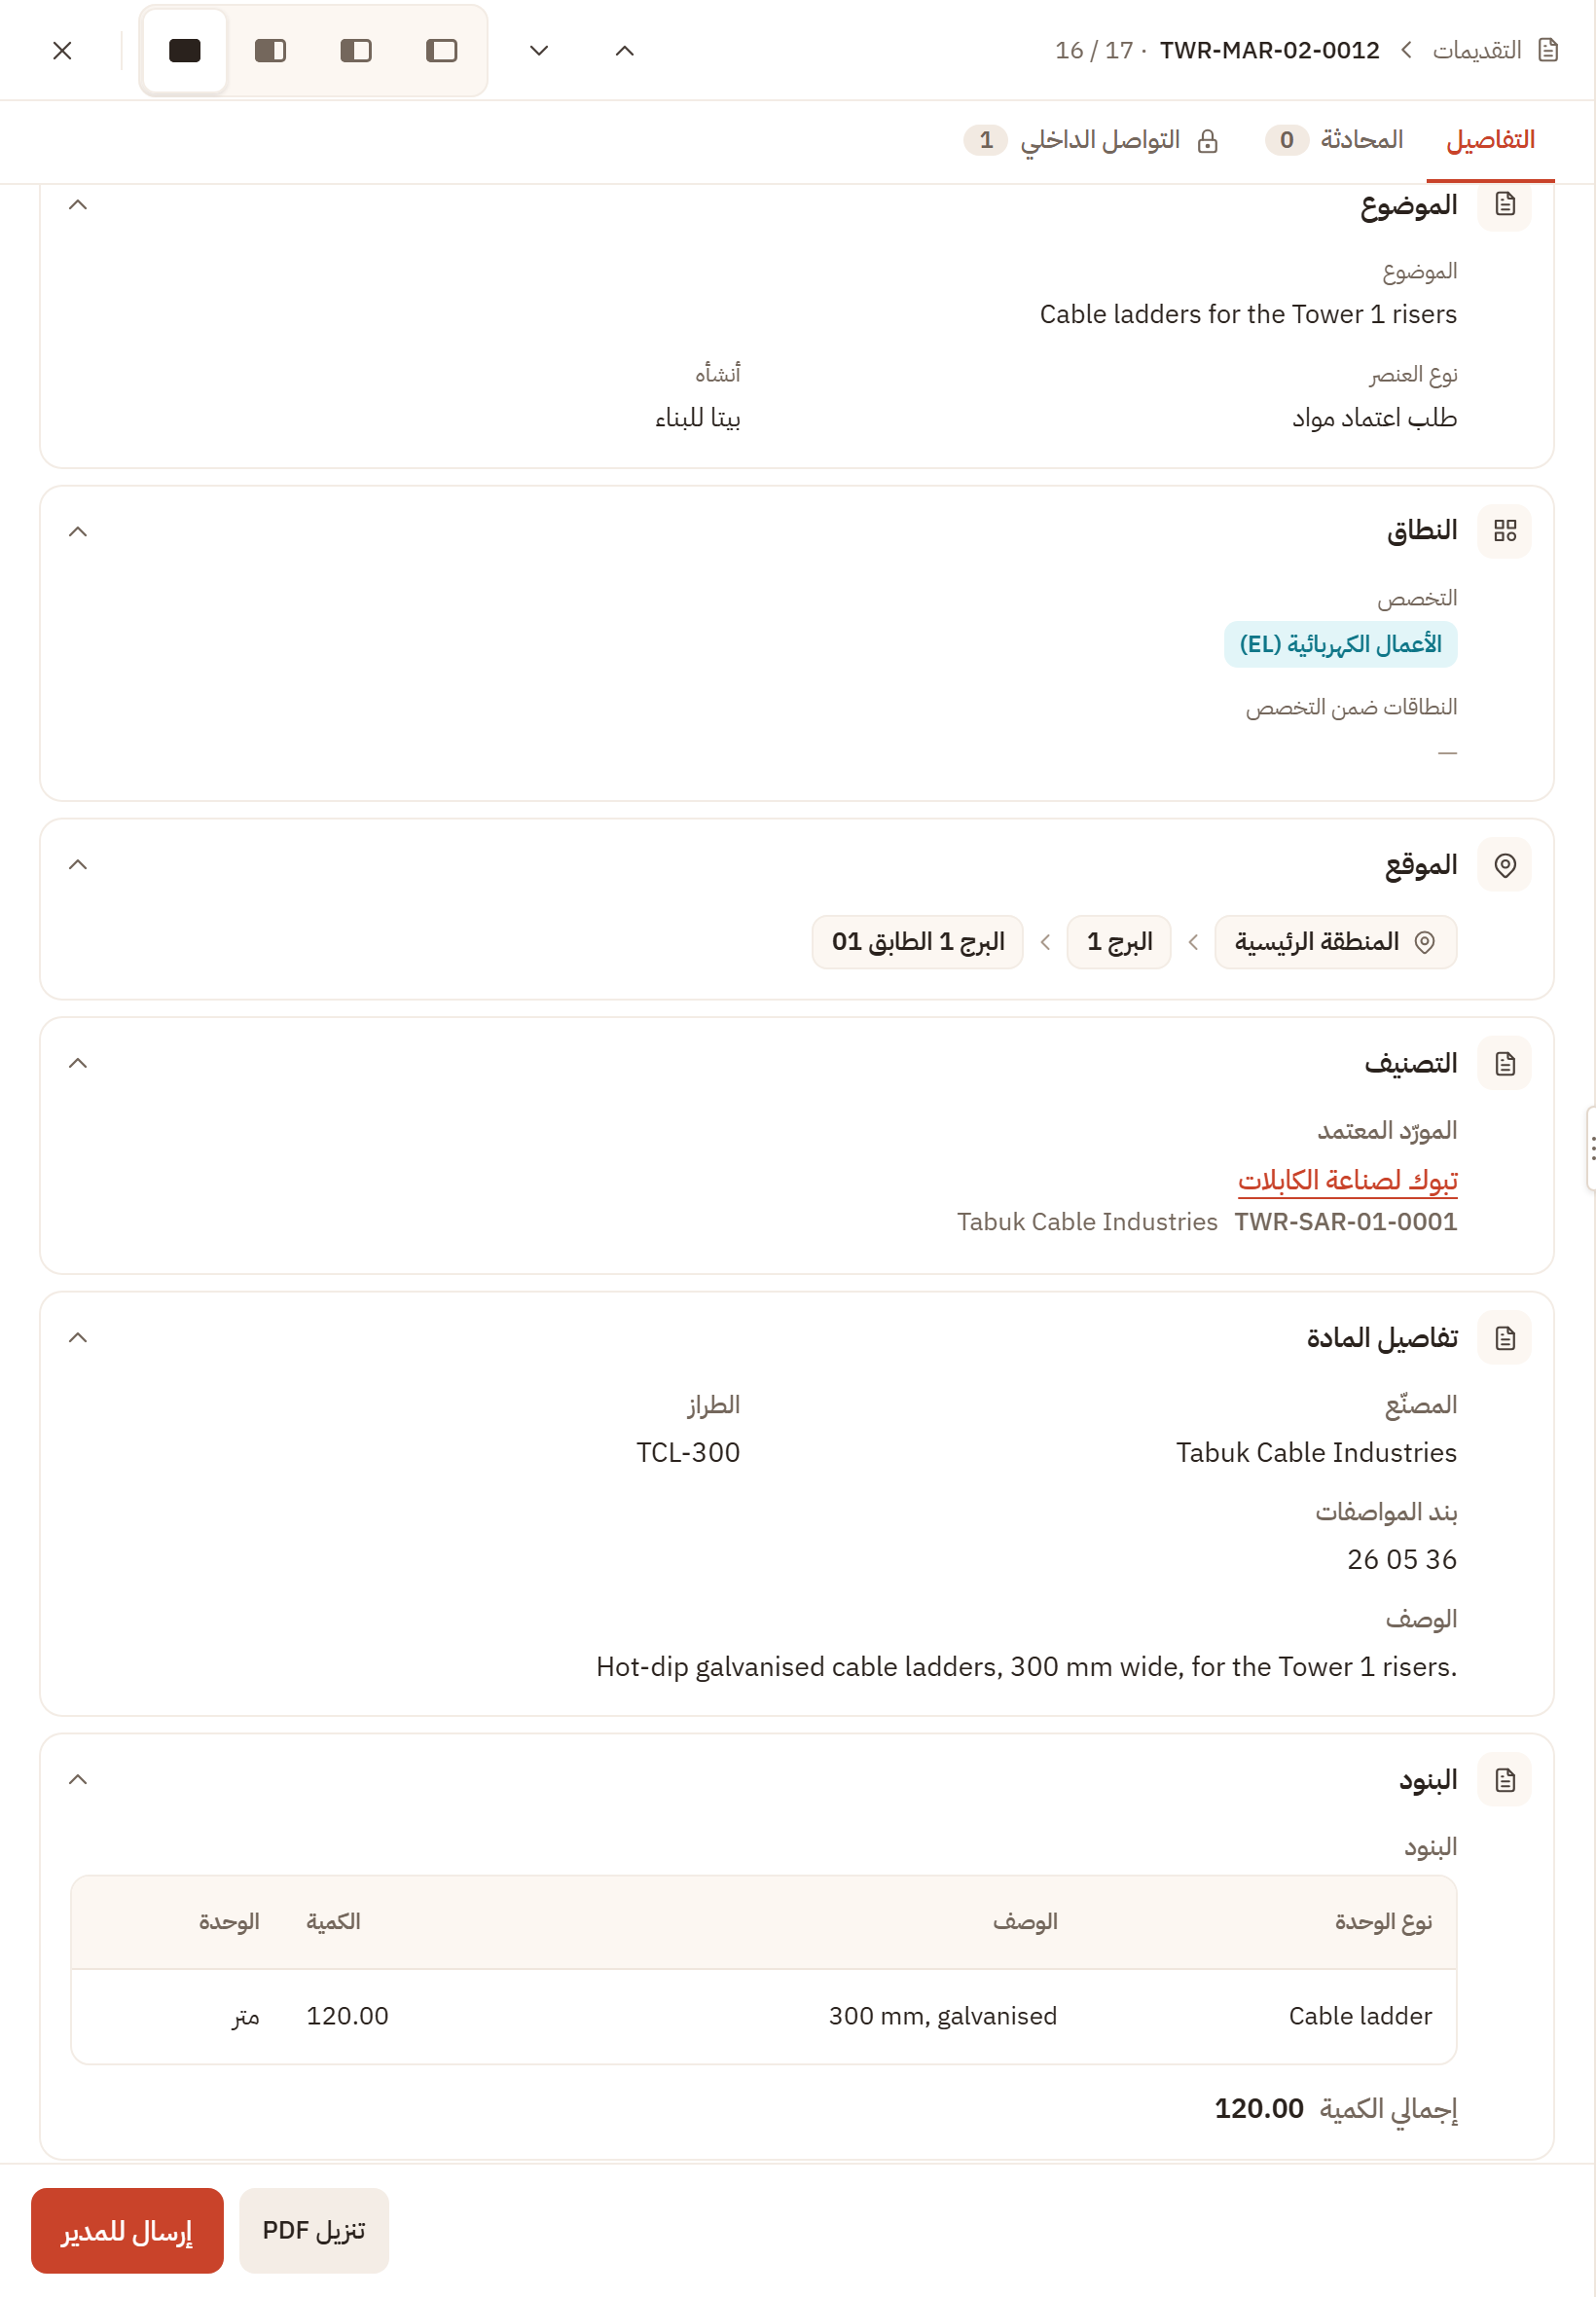 التقديمات > TWR-MAR-02-0012 · 16 / 17
التفاصيل المحادثة 0 التواصل الداخلي 1
الموضوع
الموضوع
Cable ladders for the Tower 1 risers
نوع العنصر أنشأه
طلب اعتماد مواد بيتا للبناء
النطاق
التخصص
الأعمال الكهربائية (EL)
النطاقات ضمن التخصص
—
الموقع
المنطقة الرئيسية > البرج 1 > البرج 1 الطابق 01
التصنيف
المورّد المعتمد
تبوك لصناعة الكابلات
TWR-SAR-01-0001 Tabuk Cable Industries
تفاصيل المادة
المصنّع الطراز
Tabuk Cable Industries TCL-300
بند المواصفات
26 05 36
الوصف
Hot-dip galvanised cable ladders, 300 mm wide, for the Tower 1 risers.
البنود
البنود
نوع الوحدة الوصف الكمية الوحدة
Cable ladder 300 mm, galvanised 120.00 متر
إجمالي الكمية 120.00
تنزيل PDF إرسال للمدير